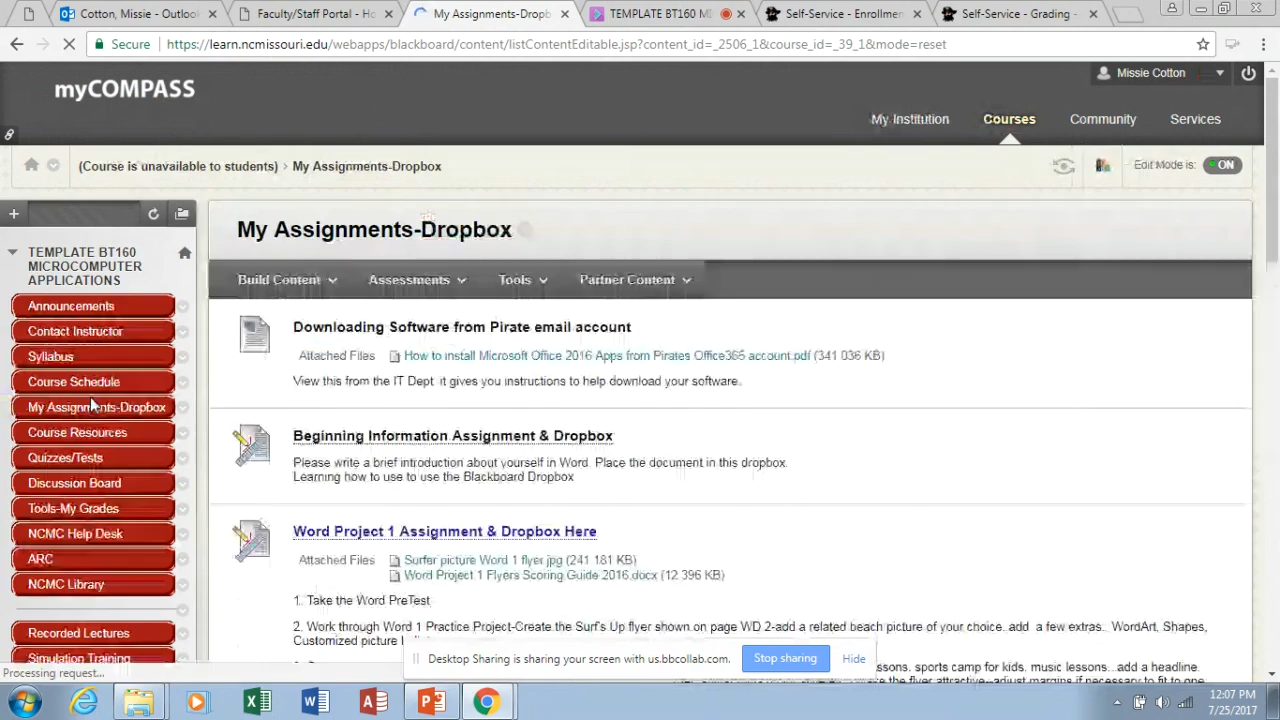 Cotton, Missie - Outlool
Faculty/Staff Portal - H
My Assignments-Dropb
TEMPLATE BT160 MI
Self-Service - Enrollmen
Self-Service - Grading -
Secure
https://learn.ncmissouri.edu/webapps/blackboard/content/listContentEditable.jsp?content_id=_2506_1&course_id=_39_1&mode=reset
myCOMPASS
Missie Cotton
My Institution
Courses
Community
Services
(Course is unavailable to students) > My Assignments-Dropbox
Edit Mode is:
ON
TEMPLATE BT160
MICROCOMPUTER
APPLICATIONS
Announcements
Contact Instructor
Syllabus
Course Schedule
My Assignments-Dropbox
Course Resources
Quizzes/Tests
Discussion Board
Tools-My Grades
NCMC Help Desk
ARC
NCMC Library
Recorded Lectures
Simulation Training
My Assignments-Dropbox
Build Content
Assessments
Tools
Partner Content
Downloading Software from Pirate email account
Attached Files How to install Microsoft Office 2016 Apps from Pirates Office365 account.pdf (341.036 KB)
View this from the IT Dept it gives you instructions to help download your software.
Beginning Information Assignment & Dropbox
Please write a brief introduction about yourself in Word. Place the document in this dropbox.
Learning how to use to use the Blackboard Dropbox
Word Project 1 Assignment & Dropbox Here
Attached Files Surfer picture Word 1 flyer.jpg (241.181 KB)
Word Project 1 Flyers Scoring Guide 2016.docx (12.396 KB)
1. Take the Word PreTest
2. Work through Word 1 Practice Project-Create the Surf's Up flyer shown on page WD 2-add a related beach picture of your choice..add a few extras.. WordArt, Shapes,
Customized picture
ssons, sports camp for kids, music lessons...add a headline,
Desktop Sharing is sharing your screen with us.bbcollab.com.
Stop sharing
Hide
Processing request...
12:07 PM
7/25/2017